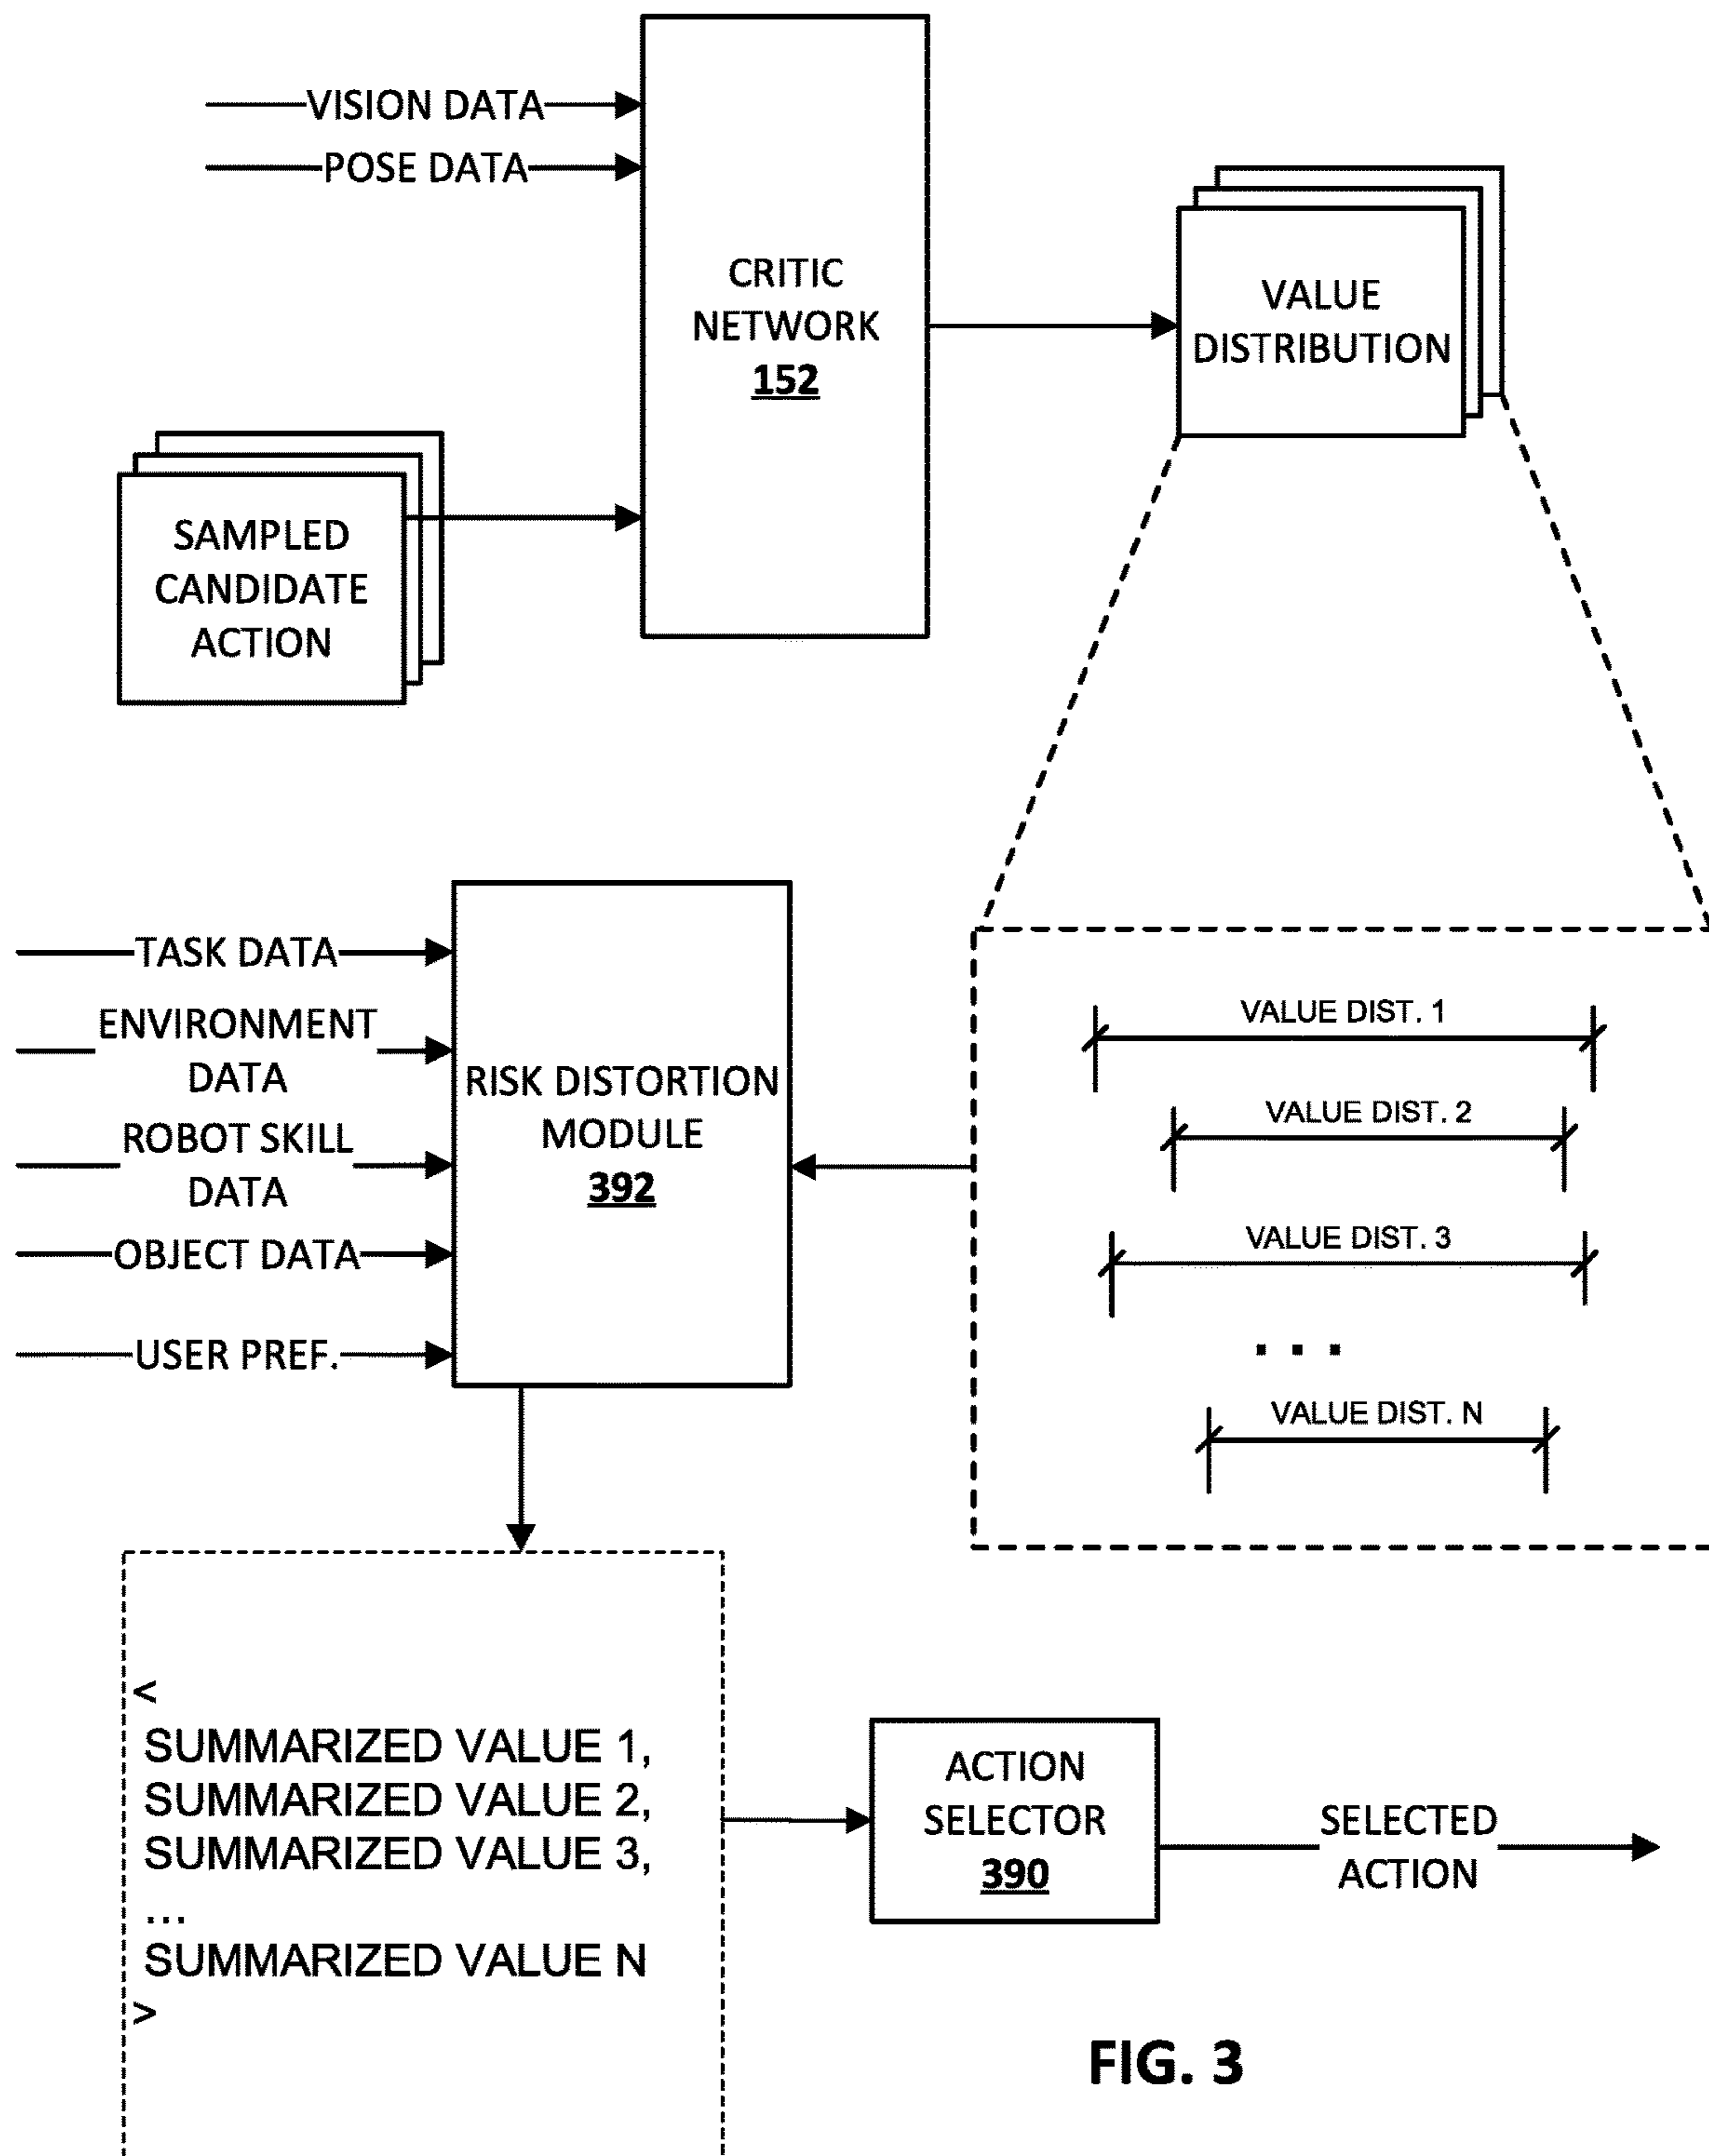 VISION DATA
POSE DATA
CRITIC
NETWORK
152
VALUE
DISTRIBUTION
SAMPLED
CANDIDATE
ACTION
TASK DATA
ENVIRONMENT
DATA
ROBOT SKILL
DATA
OBJECT DATA
USER PREF.
RISK DISTORTION
MODULE
392
VALUE DIST. 1
VALUE DIST. 2
VALUE DIST. 3
...
VALUE DIST. N
<
SUMMARIZED VALUE 1,
SUMMARIZED VALUE 2,
SUMMARIZED VALUE 3,
...
SUMMARIZED VALUE N
>
ACTION
SELECTOR
390
SELECTED
ACTION
FIG. 3